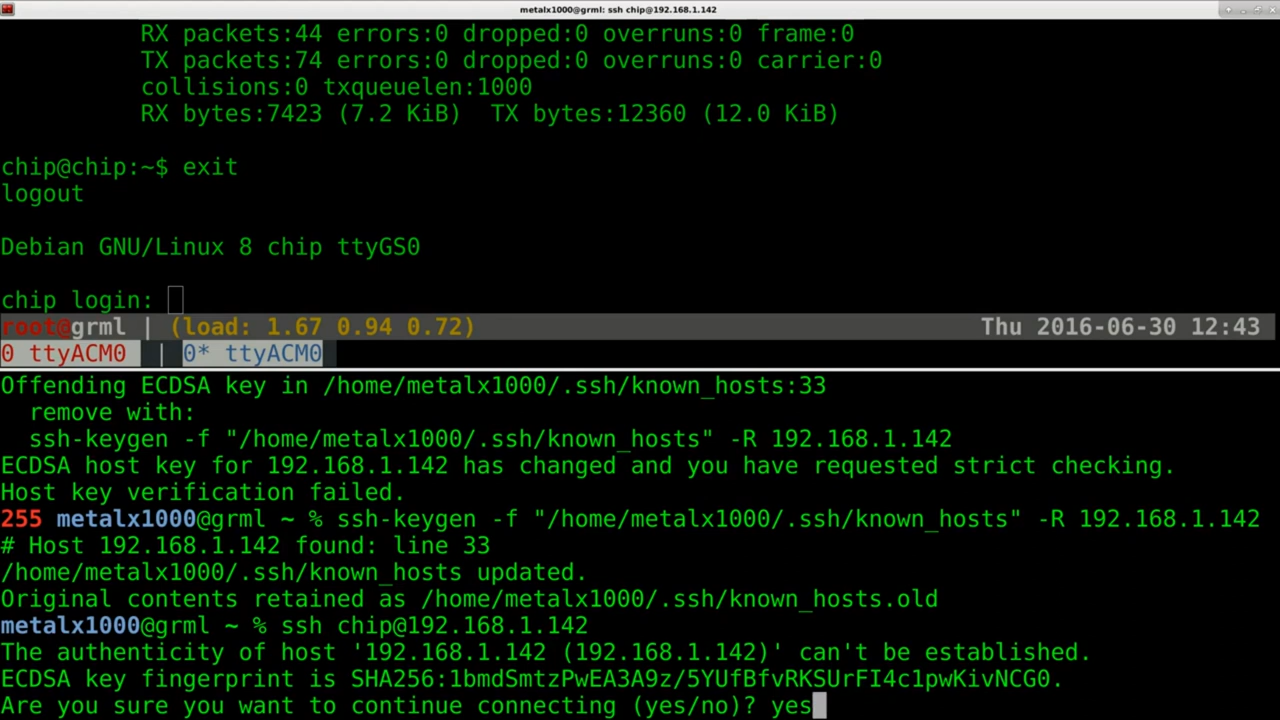 metalx1000@grml: ssh chip@192.168.1.142
RX packets:44 errors:0 dropped:0 overruns:0 frame:0
TX packets:74 errors:0 dropped:0 overruns:0 carrier:0
collisions:0 txqueuelen:1000
RX bytes:7423 (7.2 KiB)  TX bytes:12360 (12.0 KiB)
chip@chip:~$ exit
logout
Debian GNU/Linux 8 chip ttyGS0
chip login:
root@grml | (load: 1.67 0.94 0.72) Thu 2016-06-30 12:43
0 ttyACM0 | 0* ttyACM0
Offending ECDSA key in /home/metalx1000/.ssh/known_hosts:33
remove with:
ssh-keygen -f "/home/metalx1000/.ssh/known_hosts" -R 192.168.1.142
ECDSA host key for 192.168.1.142 has changed and you have requested strict checking.
Host key verification failed.
255 metalx1000@grml ~ % ssh-keygen -f "/home/metalx1000/.ssh/known_hosts" -R 192.168.1.142
# Host 192.168.1.142 found: line 33
/home/metalx1000/.ssh/known_hosts updated.
Original contents retained as /home/metalx1000/.ssh/known_hosts.old
metalx1000@grml ~ % ssh chip@192.168.1.142
The authenticity of host '192.168.1.142 (192.168.1.142)' can't be established.
ECDSA key fingerprint is SHA256:1bmdSmtzPwEA3A9z/5YUfBfvRKSUrFI4c1pwKivNCG0.
Are you sure you want to continue connecting (yes/no)? yes